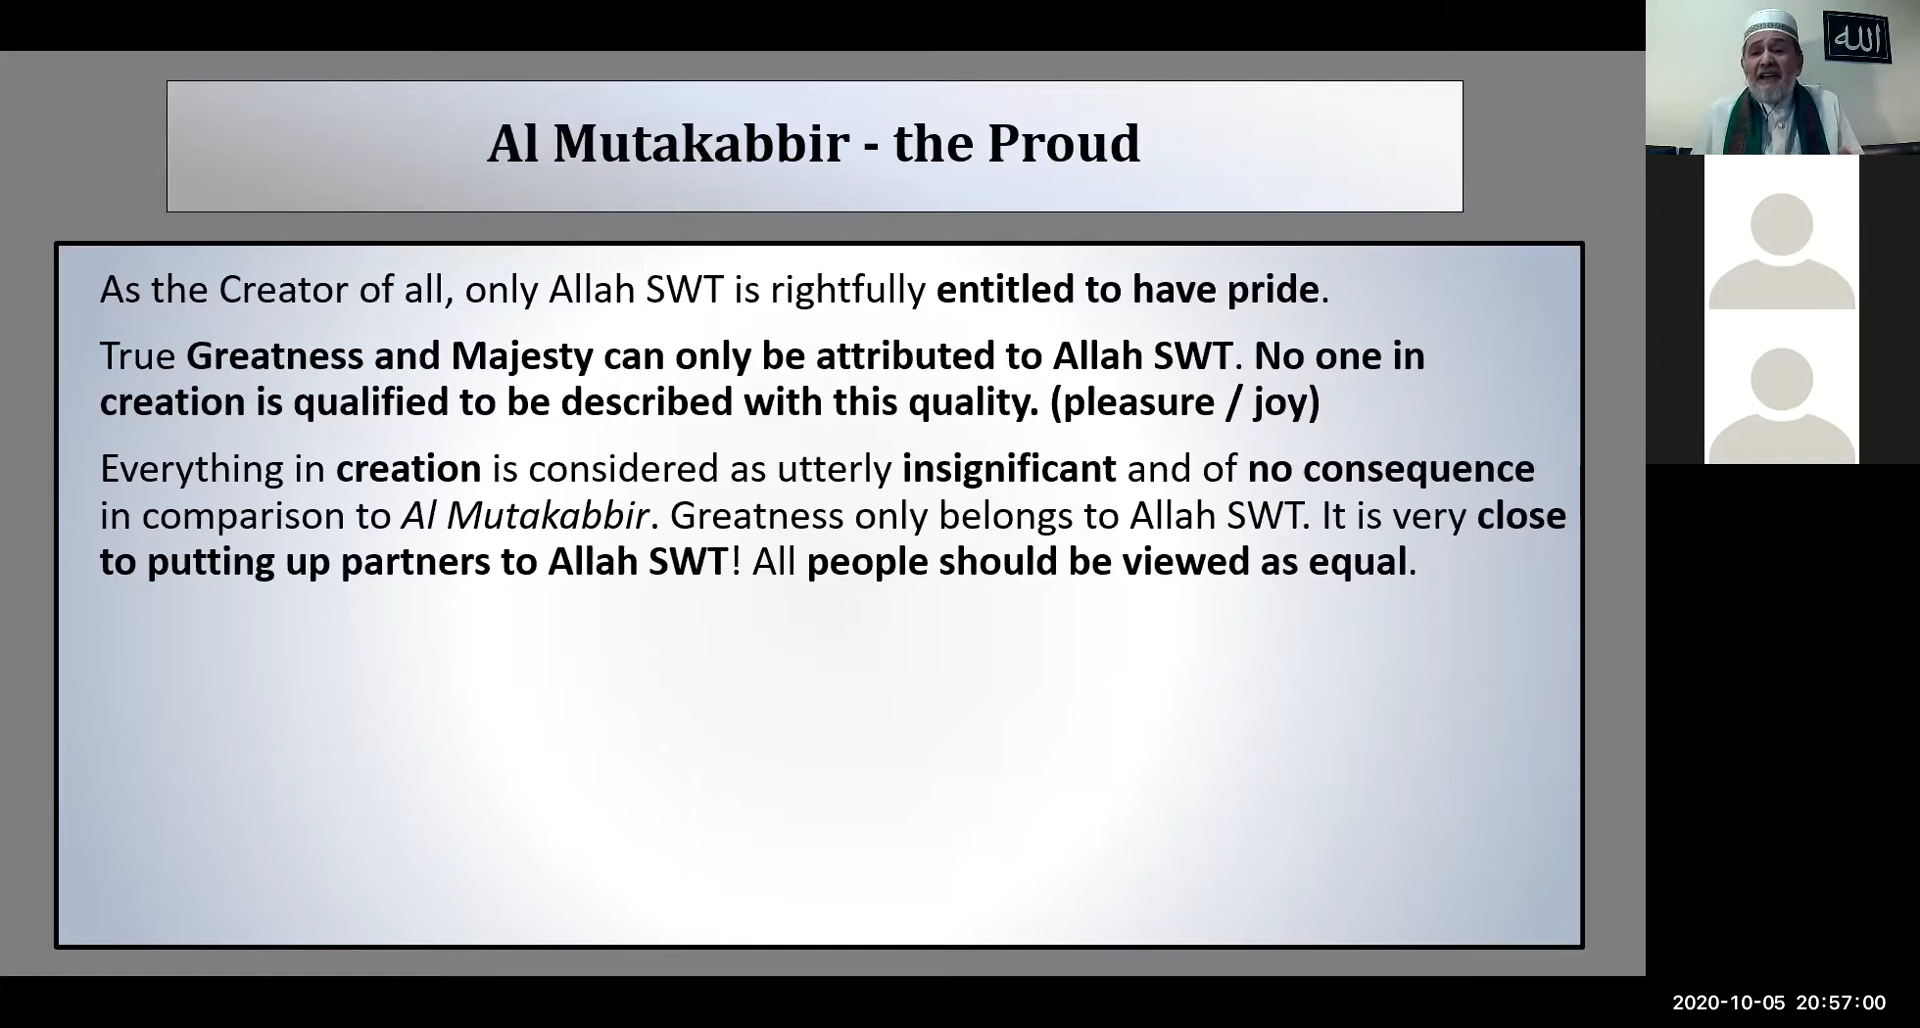 Al Mutakabbir - the Proud
As the Creator of all, only Allah SWT is rightfully entitled to have pride.
True Greatness and Majesty can only be attributed to Allah SWT. No one in
creation is qualified to be described with this quality. (pleasure / joy)
Everything in creation is considered as utterly insignificant and of no consequence
in comparison to Al Mutakabbir. Greatness only belongs to Allah SWT. It is very close
to putting up partners to Allah SWT! All people should be viewed as equal.
الله
2020-10-05 20:57:00